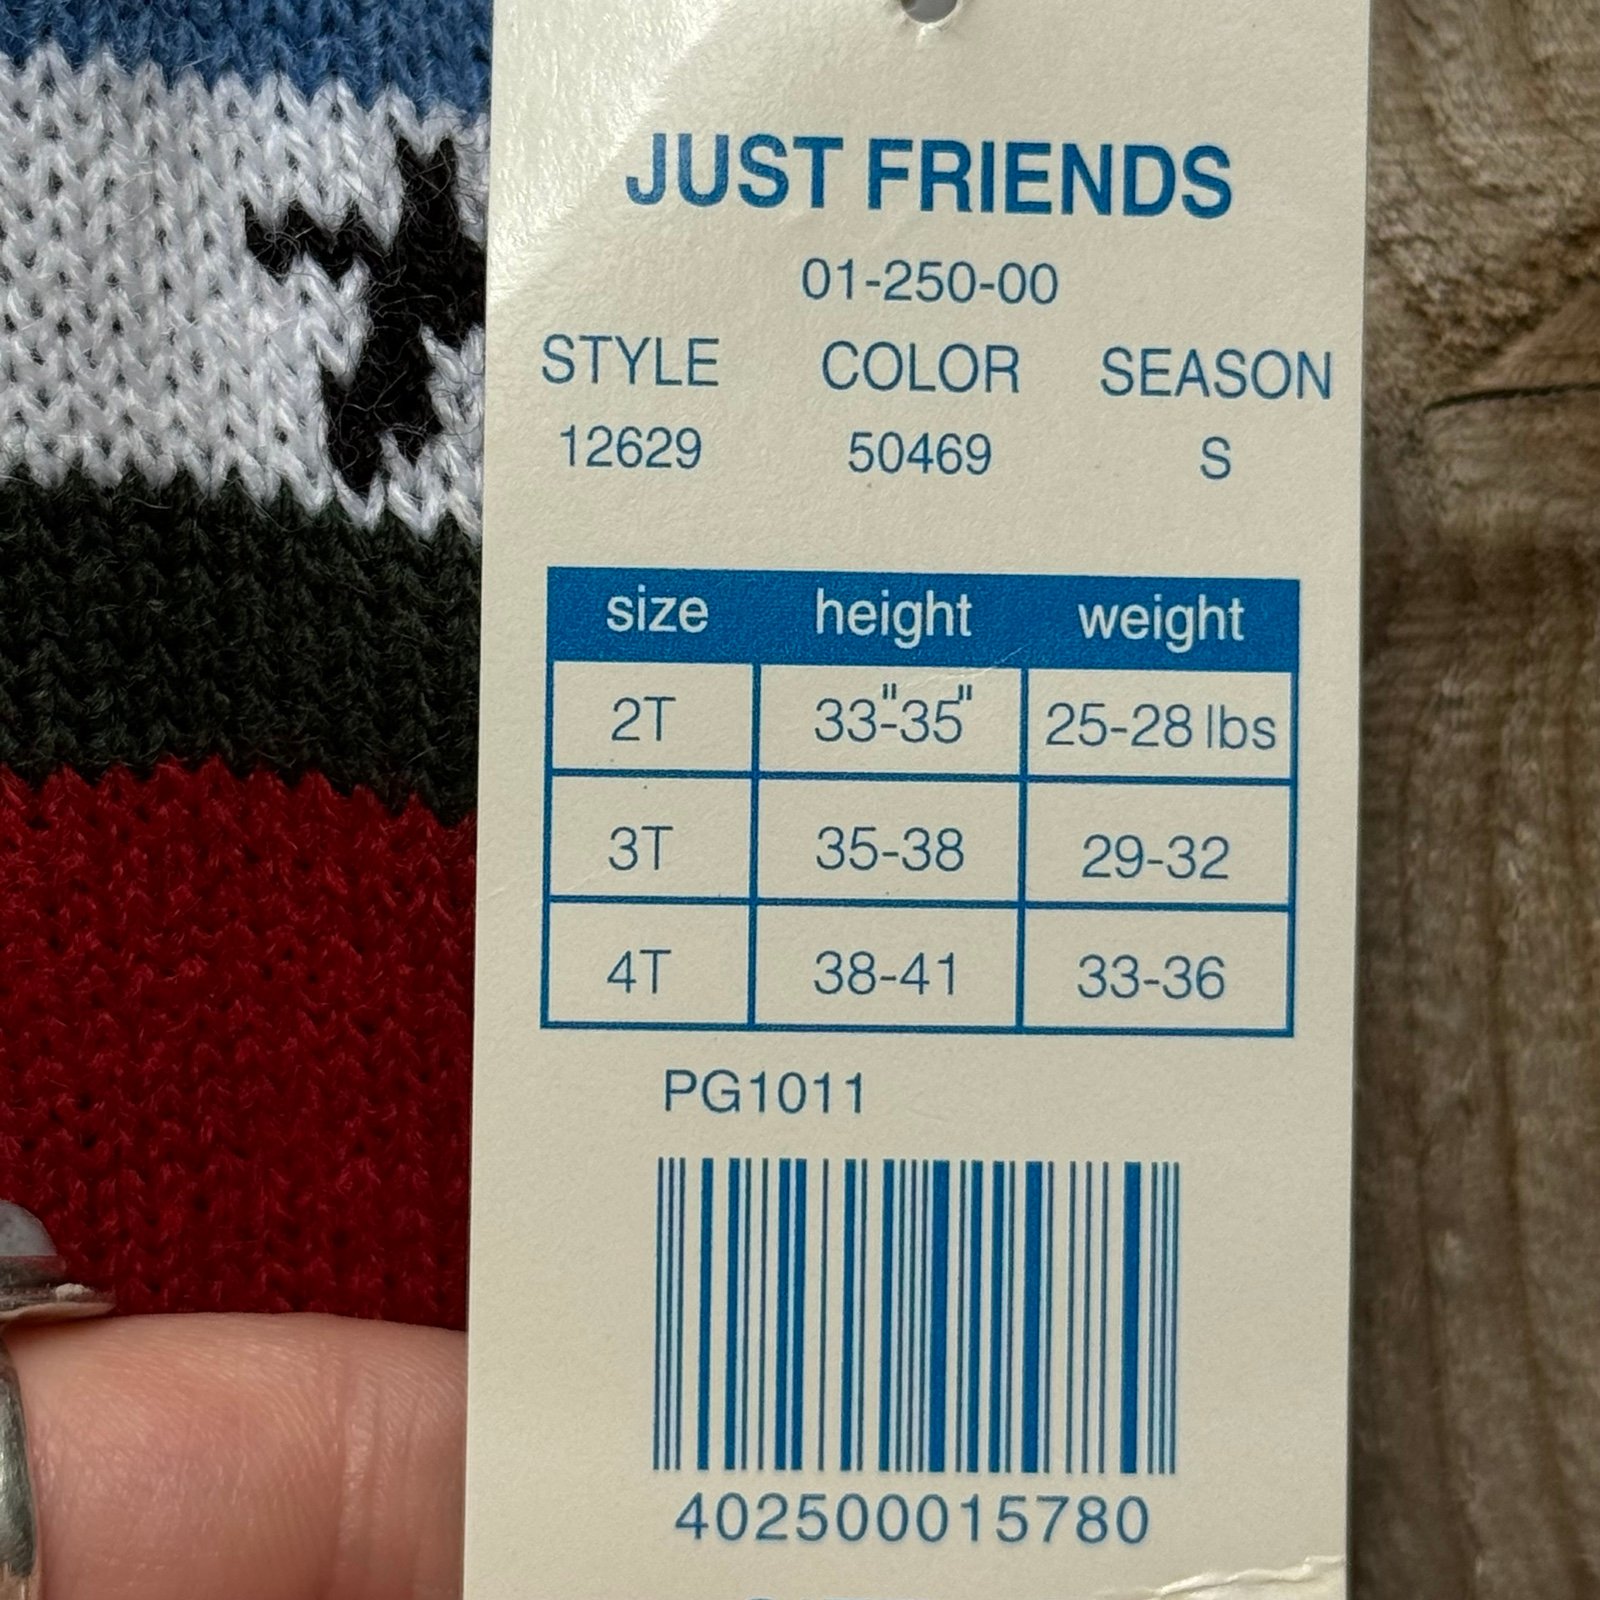 JUST FRIENDS
01-250-00
STYLE COLOR SEASON
12629 50469 S
size height weight
2T 33"-35" 25-28 lbs
3T 35-38 29-32
4T 38-41 33-36
PG1011
402500015780